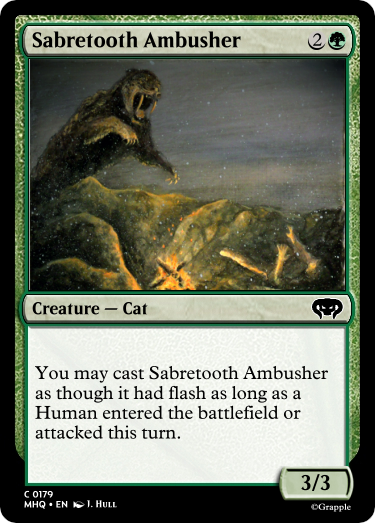 Sabretooth Ambusher 2
Creature — Cat
You may cast Sabretooth Ambusher
as though it had flash as long as a
Human entered the battlefield or
attacked this turn.
3/3
C 0179
MHQ • EN J. Hull
©Grapple